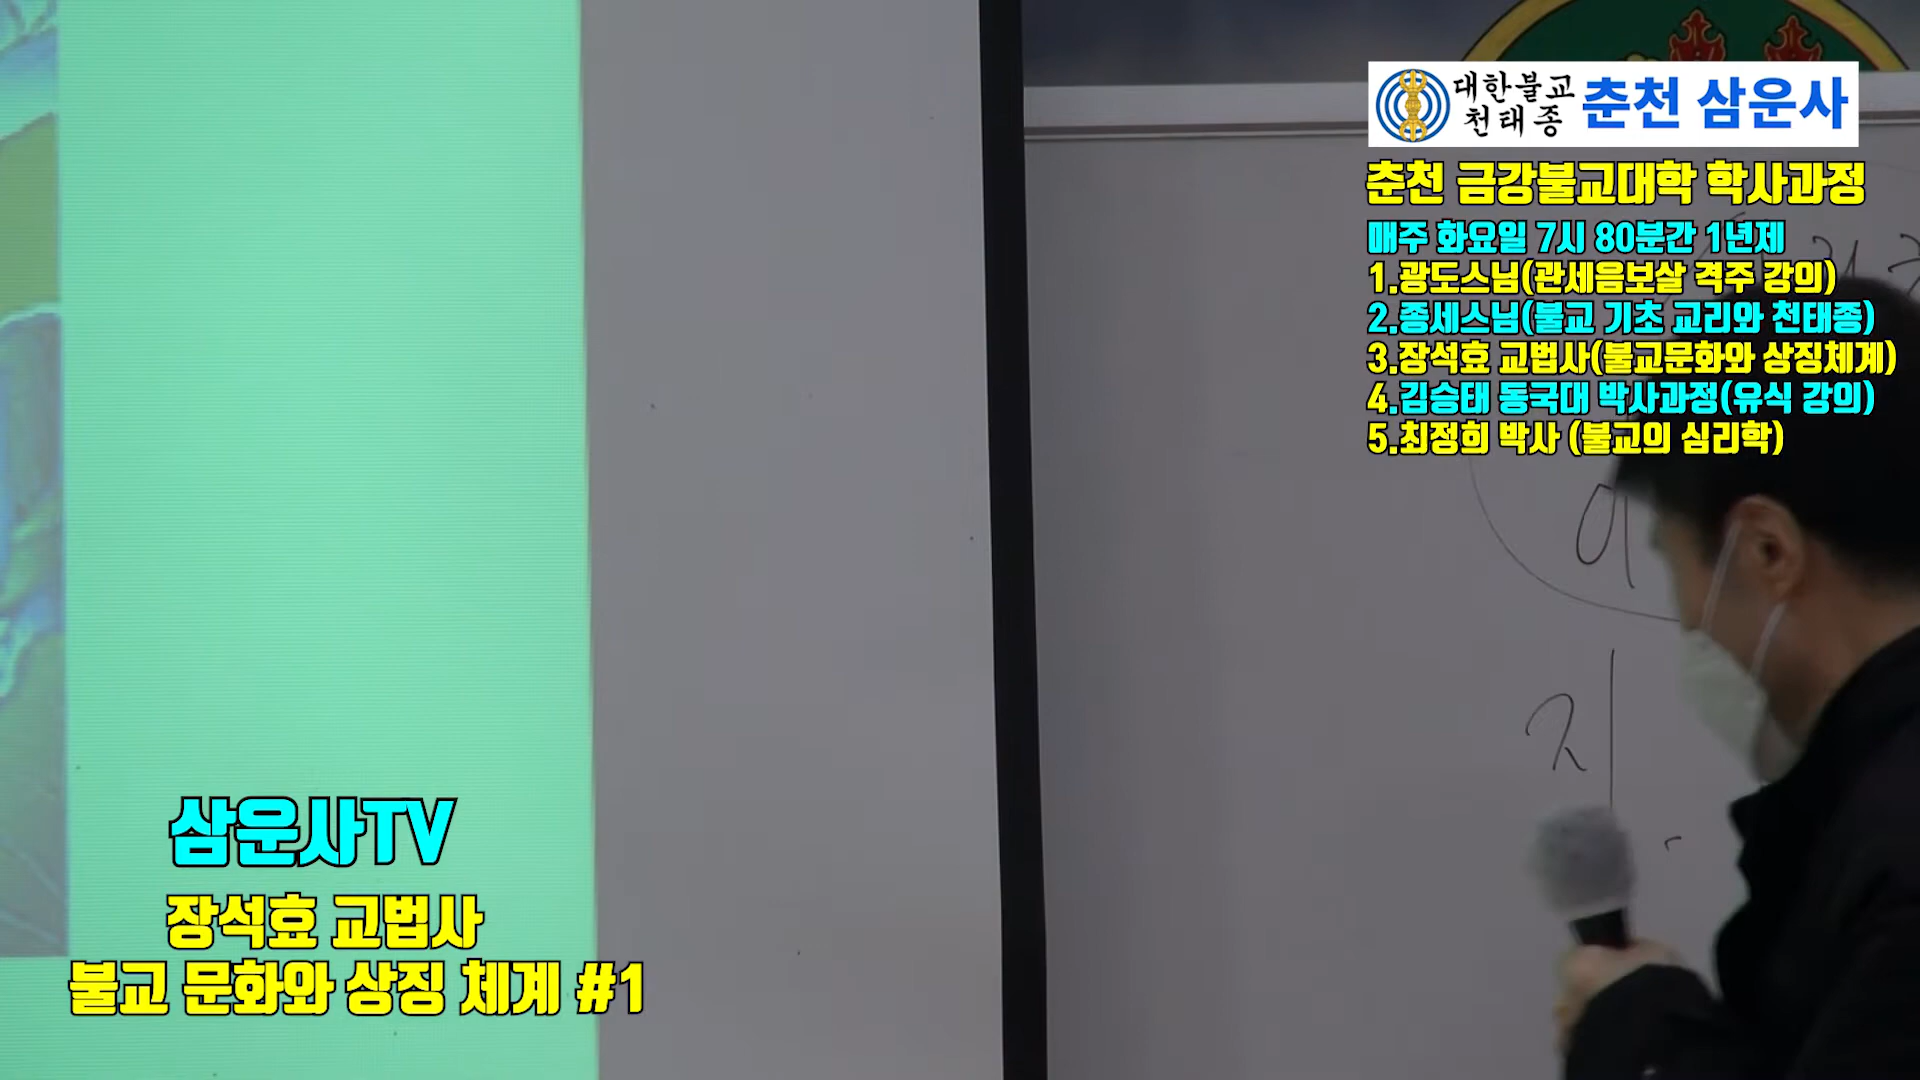 대한불교
천태종
춘천 삼운사
춘천 금강불교대학 학사과정
매주 화요일 7시 80분간 1년제
1.광도스님(관세음보살 격주 강의)
2.종세스님(불교 기초 교리와 천태종)
3.장석효 교법사(불교문화와 상징체계)
4.김승태 동국대 박사과정(유식 강의)
5.최정희 박사 (불교의 심리학)
이
지
삼운사TV
장석효 교법사
불교 문화와 상징 체계 #1